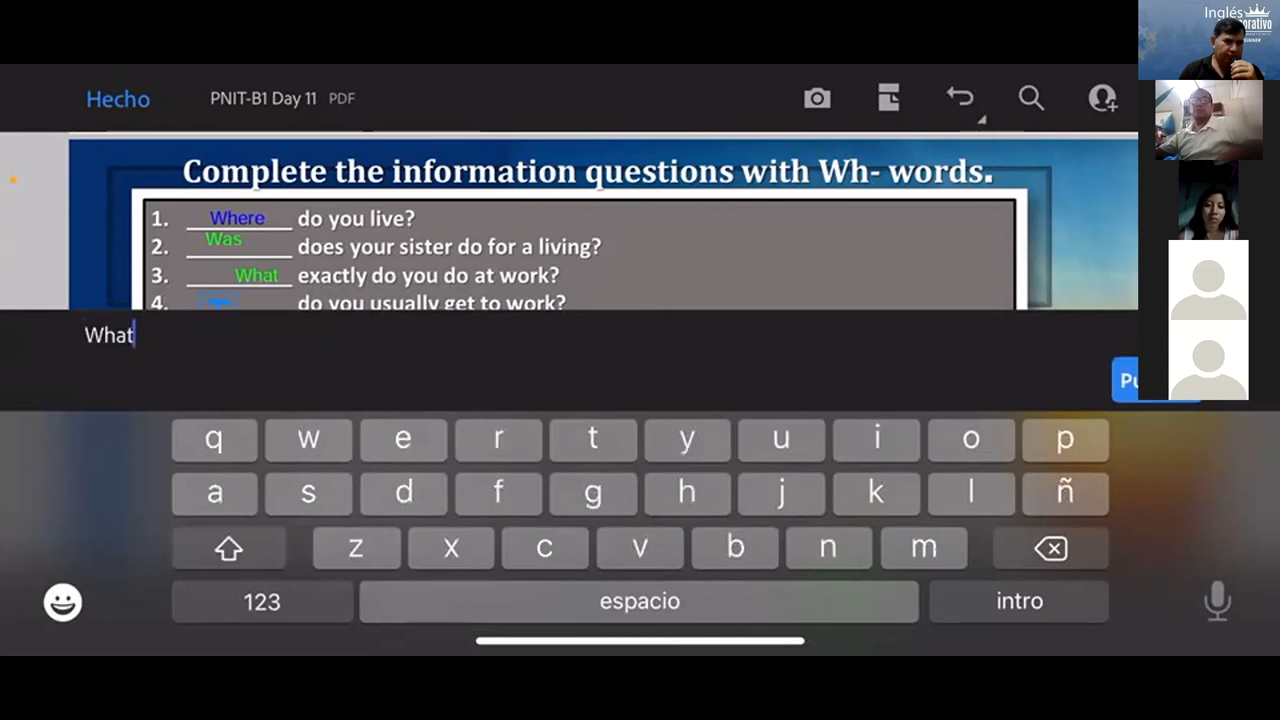 Inglés
Hecho
PNIT-B1 Day 11 PDF
Complete the information questions with Wh- words.
1. Where do you live?
2. Was does your sister do for a living?
3. What exactly do you do at work?
4. do you usually get to work?
What
q w e r t y u i o p
a s d f g h j k l ñ
z x c v b n m
123 espacio intro